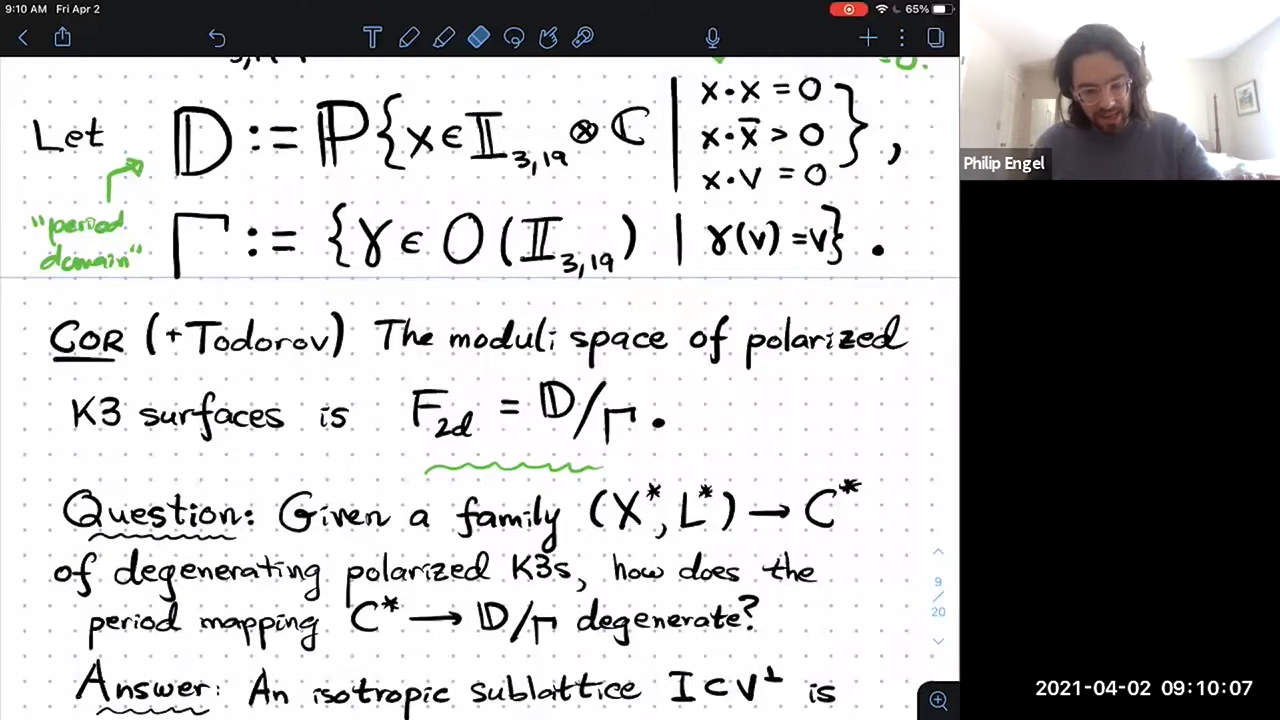 9:10 AM Fri Apr 2
65%
Let 𝔻 := ℙ{x ∈ 𝕀𝕀₃,₁₉ ⊗ ℂ | x·x = 0
x·x̄ > 0
x·v = 0 },
"period domain"
Γ := {γ ∈ O(𝕀𝕀₃,₁₉) | γ(v) = v}.
COR (+Todorov) The moduli space of polarized
K3 surfaces is F₂d = 𝔻/Γ.
Question: Given a family (X*, L*) → C*
of degenerating polarized K3s, how does the
period mapping C* → 𝔻/Γ degenerate?
Answer: An isotropic sublattice I ⊂ v⊥ is
9
/
20
Philip Engel
2021-04-02 09:10:07